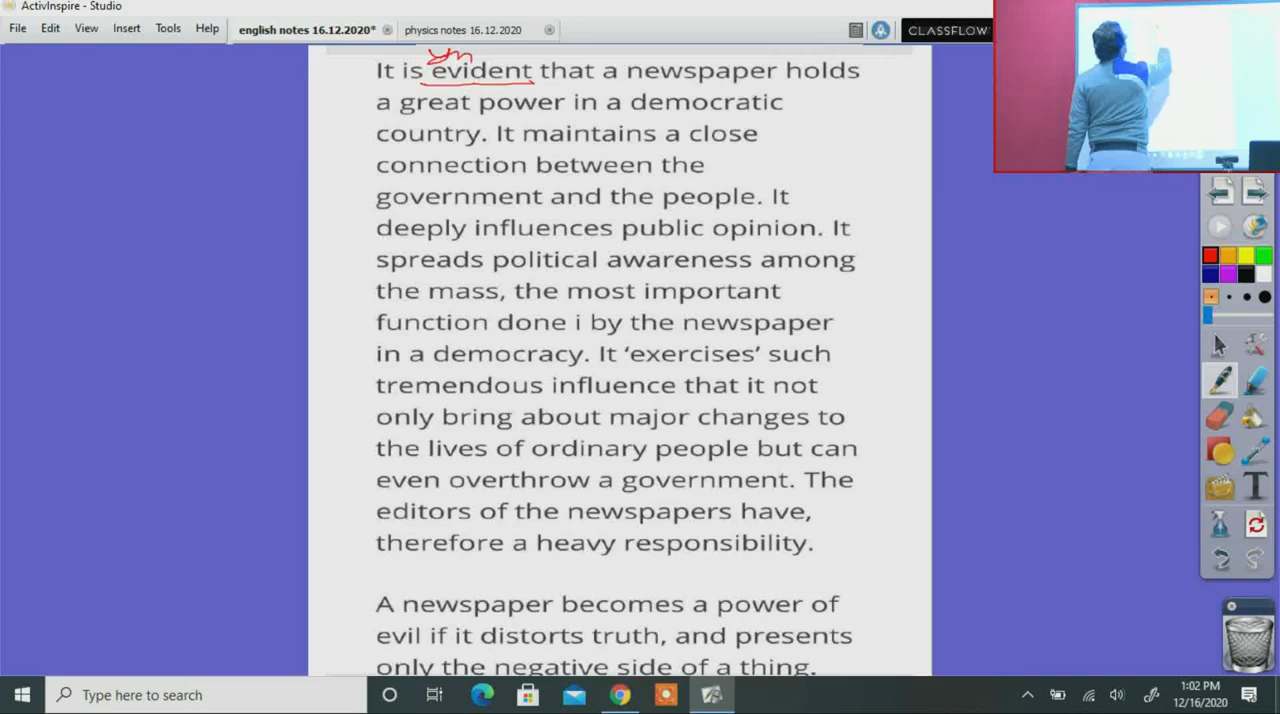 ActivInspire - Studio
File Edit View Insert Tools Help english notes 16.12.2020* physics notes 16.12.2020 CLASSFLOW
It is evident that a newspaper holds
a great power in a democratic
country. It maintains a close
connection between the
government and the people. It
deeply influences public opinion. It
spreads political awareness among
the mass, the most important
function done i by the newspaper
in a democracy. It ‘exercises’ such
tremendous influence that it not
only bring about major changes to
the lives of ordinary people but can
even overthrow a government. The
editors of the newspapers have,
therefore a heavy responsibility.
A newspaper becomes a power of
evil if it distorts truth, and presents
only the negative side of a thing.
Type here to search
1:02 PM
12/16/2020